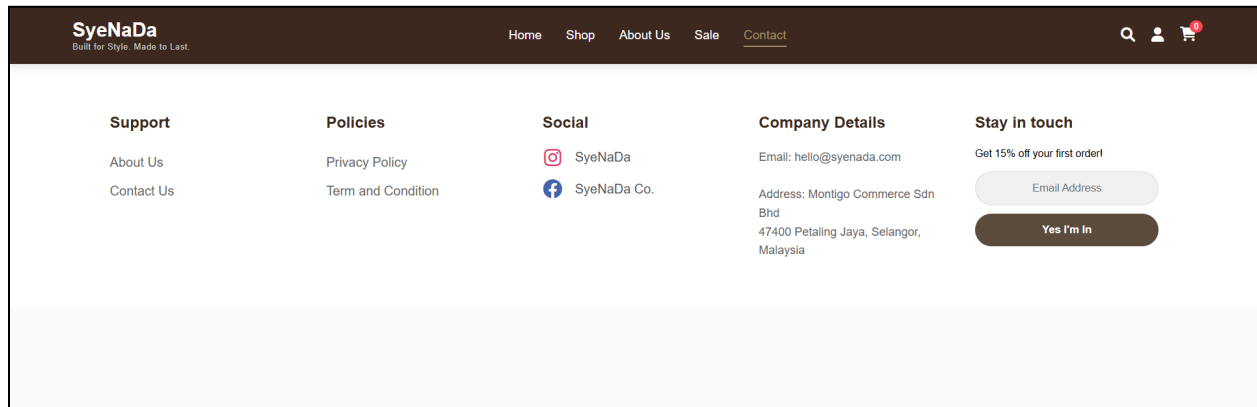 SyeNaDa
Built for Style. Made to Last.
Home Shop About Us Sale Contact
0
Support
About Us
Contact Us
Policies
Privacy Policy
Term and Condition
Social
SyeNaDa
SyeNaDa Co.
Company Details
Email: hello@syenada.com
Address: Montigo Commerce Sdn
Bhd
47400 Petaling Jaya, Selangor,
Malaysia
Stay in touch
Get 15% off your first order!
Email Address
Yes I'm In